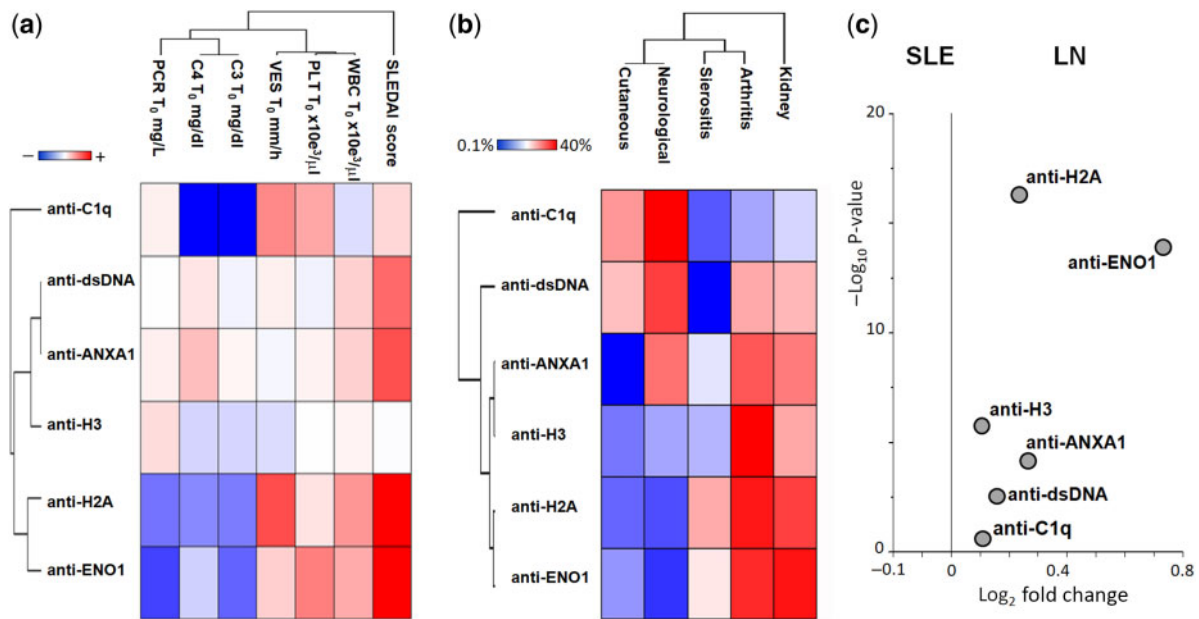 (a)
PCR T₀ mg/L
C4 T₀ mg/dl
C3 T₀ mg/dl
VES T₀ mm/h
PLT T₀ x10e³/µl
WBC T₀ x10e³/µl
SLEDAI score
− +
anti-C1q
anti-dsDNA
anti-ANXA1
anti-H3
anti-H2A
anti-ENO1
(b)
Cutaneous
Neurological
Sierositis
Arthritis
Kidney
0.1% 40%
anti-C1q
anti-dsDNA
anti-ANXA1
anti-H3
anti-H2A
anti-ENO1
(c)
SLE LN
20
10
0
−Log₁₀ P-value
anti-H2A
anti-ENO1
anti-H3
anti-ANXA1
anti-dsDNA
anti-C1q
−0.1 0 0.4 0.8
Log₂ fold change